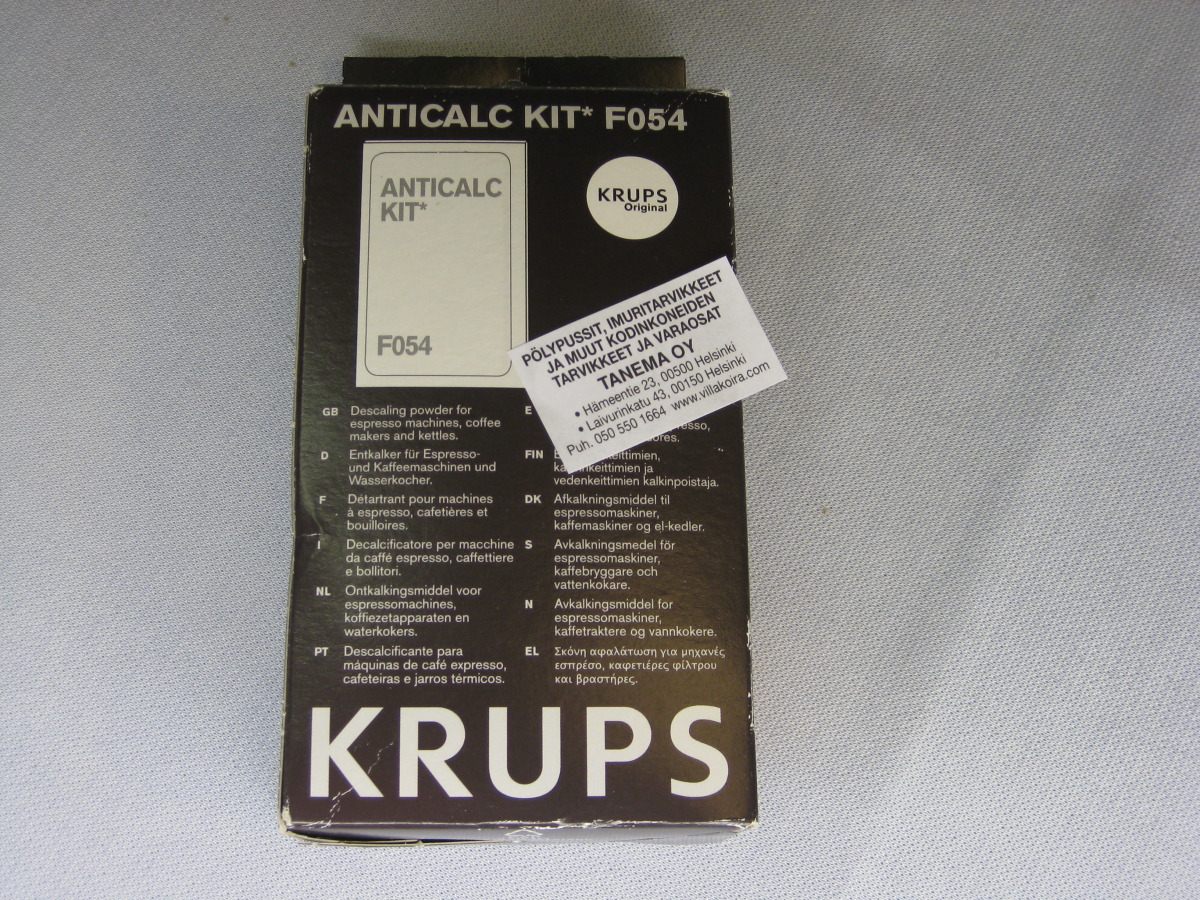 ANTICALC KIT* F054
ANTICALC
KIT*
F054
KRUPS
Original
PÖLYPUSSIT, IMURITARVIKKEET
JA MUUT KODINKONEIDEN
TARVIKKEET JA VARAOSAT
TANEMA OY
• Hämeentie 23, 00500 Helsinki
• Laivurinkatu 43, 00150 Helsinki
Puh. 050 550 1664 www.villakoira.com
GB Descaling powder for
espresso machines, coffee
makers and kettles.
D Entkalker für Espresso-
und Kaffeemaschinen und
Wasserkocher.
F Détartrant pour machines
à espresso, cafetières et
bouilloires.
I Decalcificatore per macchine
da caffé espresso, caffettiere
e bollitori.
NL Ontkalkingsmiddel voor
espressomachines,
koffiezetapparaten en
waterkokers.
PT Descalcificante para
máquinas de café expresso,
cafeteiras e jarros térmicos.
E
FIN
vedenkeittimien kalkinpoistaja.
DK Afkalkningsmiddel til
espressomaskiner,
kaffemaskiner og el-kedler.
S Avkalkningsmedel för
espressomaskiner,
kaffebryggare och
vattenkokare.
N Avkalkingsmiddel for
espressomaskiner,
kaffetraktere og vannkokere.
EL Σκόνη αφαλάτωση για μηχανές
εσπρέσο, καφετιέρες φίλτρου
και βραστήρες.
KRUPS